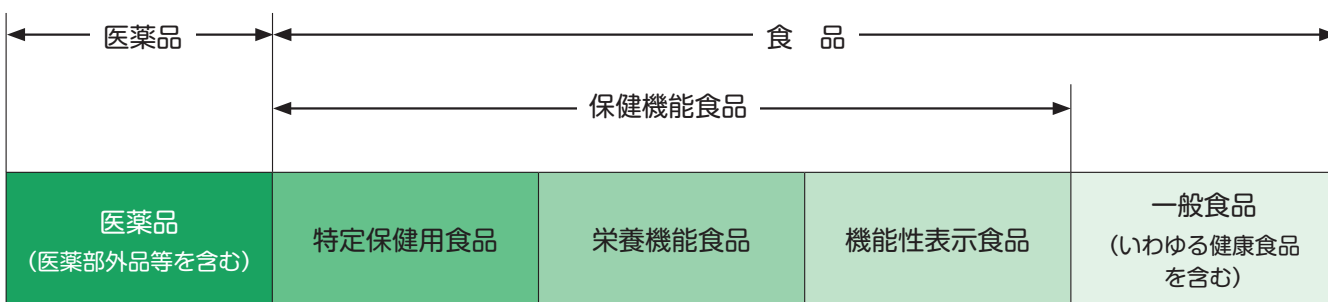 医薬品
食 品
保健機能食品
医薬品
(医薬部外品等を含む)
特定保健用食品
栄養機能食品
機能性表示食品
一般食品
(いわゆる健康食品
を含む)